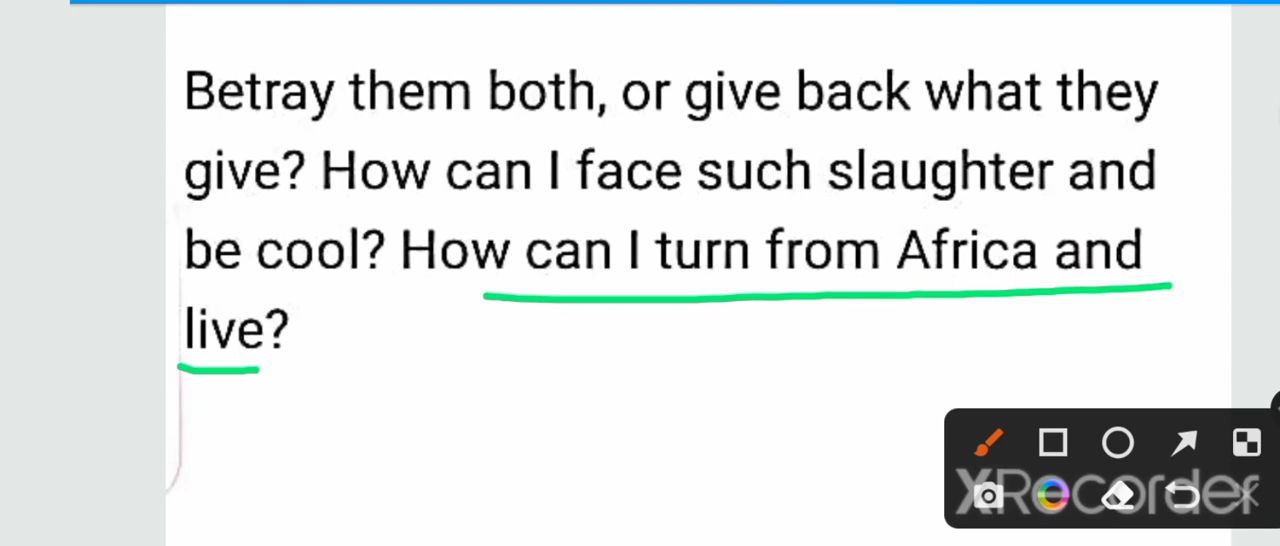 Betray them both, or give back what they
give? How can I face such slaughter and
be cool? How can I turn from Africa and
live?
XRecorder